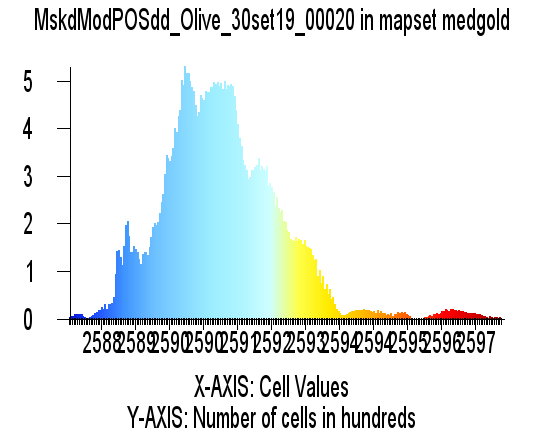 MskdModPOSdd_Olive_30set19_00020 in mapset medgold
5
4
3
2
1
0
2588 2589 2590 2590 2591 2592 2593 2594 2594 2595 2596 2597
X-AXIS: Cell Values
Y-AXIS: Number of cells in hundreds